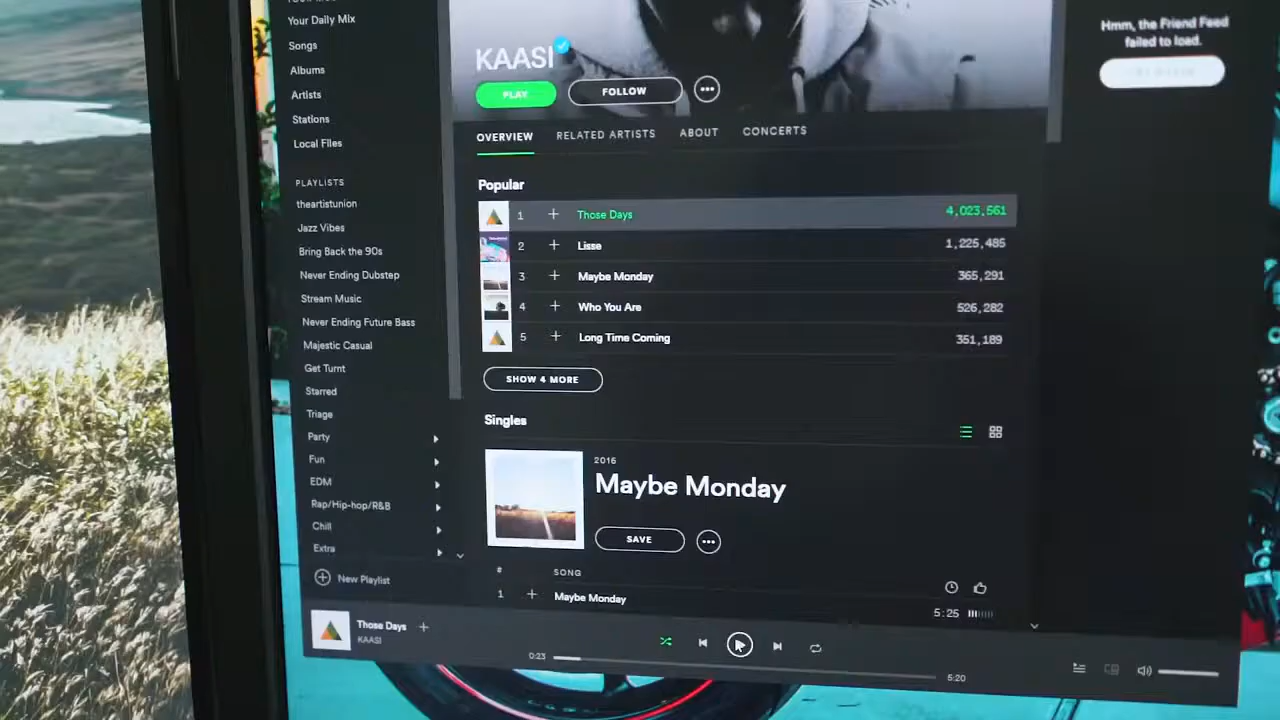 Your Daily Mix
Songs
Albums
Artists
Stations
Local Files
PLAYLISTS
theartistunion
Jazz Vibes
Bring Back the 90s
Never Ending Dubstep
Stream Music
Never Ending Future Bass
Majestic Casual
Get Turnt
Starred
Triage
Party
Fun
EDM
Rap/Hip-hop/R&B
Chill
Extra
New Playlist
KAASI
PLAY
FOLLOW
OVERVIEW RELATED ARTISTS ABOUT CONCERTS
Popular
1 + Those Days 4,023,561
2 + Lisse 1,225,485
3 + Maybe Monday 365,291
4 + Who You Are 526,282
5 + Long Time Coming 351,189
SHOW 4 MORE
Singles
2016
Maybe Monday
SAVE
# SONG
1 + Maybe Monday 5:25
Hmm, the Friend Feed
failed to load.
Those Days +
KAASI
0:23 5:20